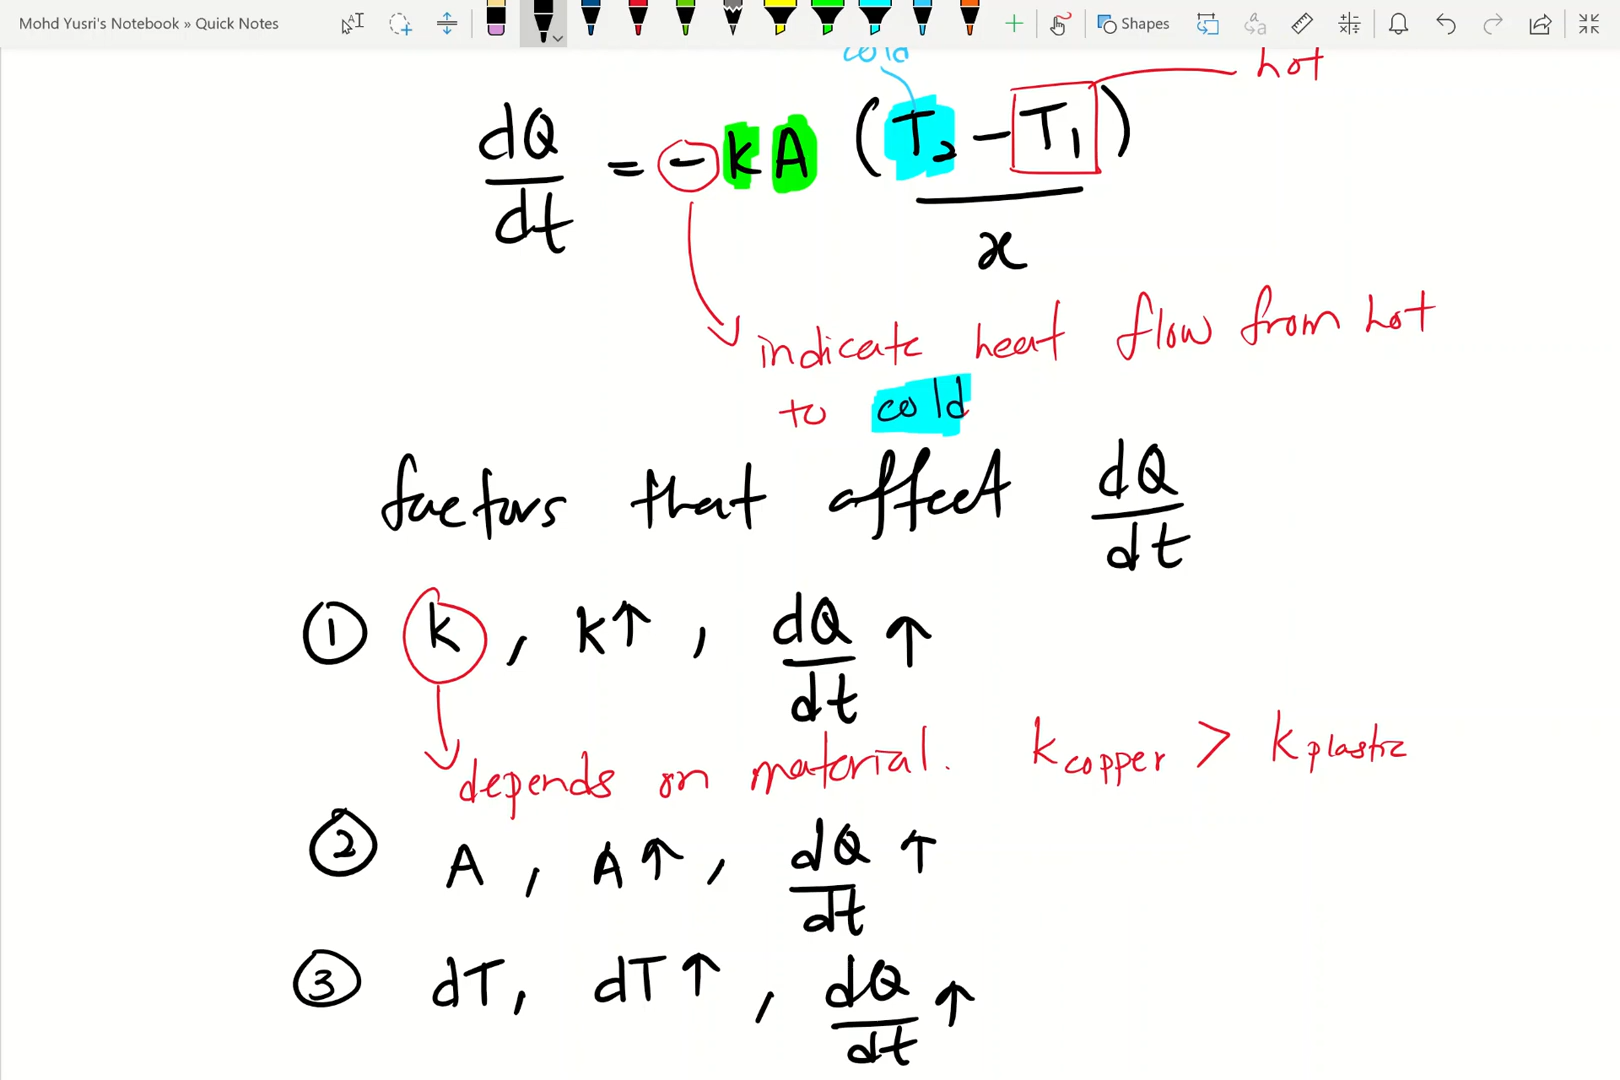 Mohd Yusri's Notebook » Quick Notes
Shapes
cold
hot
dQ/dt = - k A (T₂ - T₁)/x
indicate heat flow from hot
to cold
factors that affect dQ/dt
① k , k↑ , dQ/dt ↑
depends on material. k copper > k plastic
② A , A↑ , dQ/dt ↑
③ dT, dT↑ , dQ/dt ↑